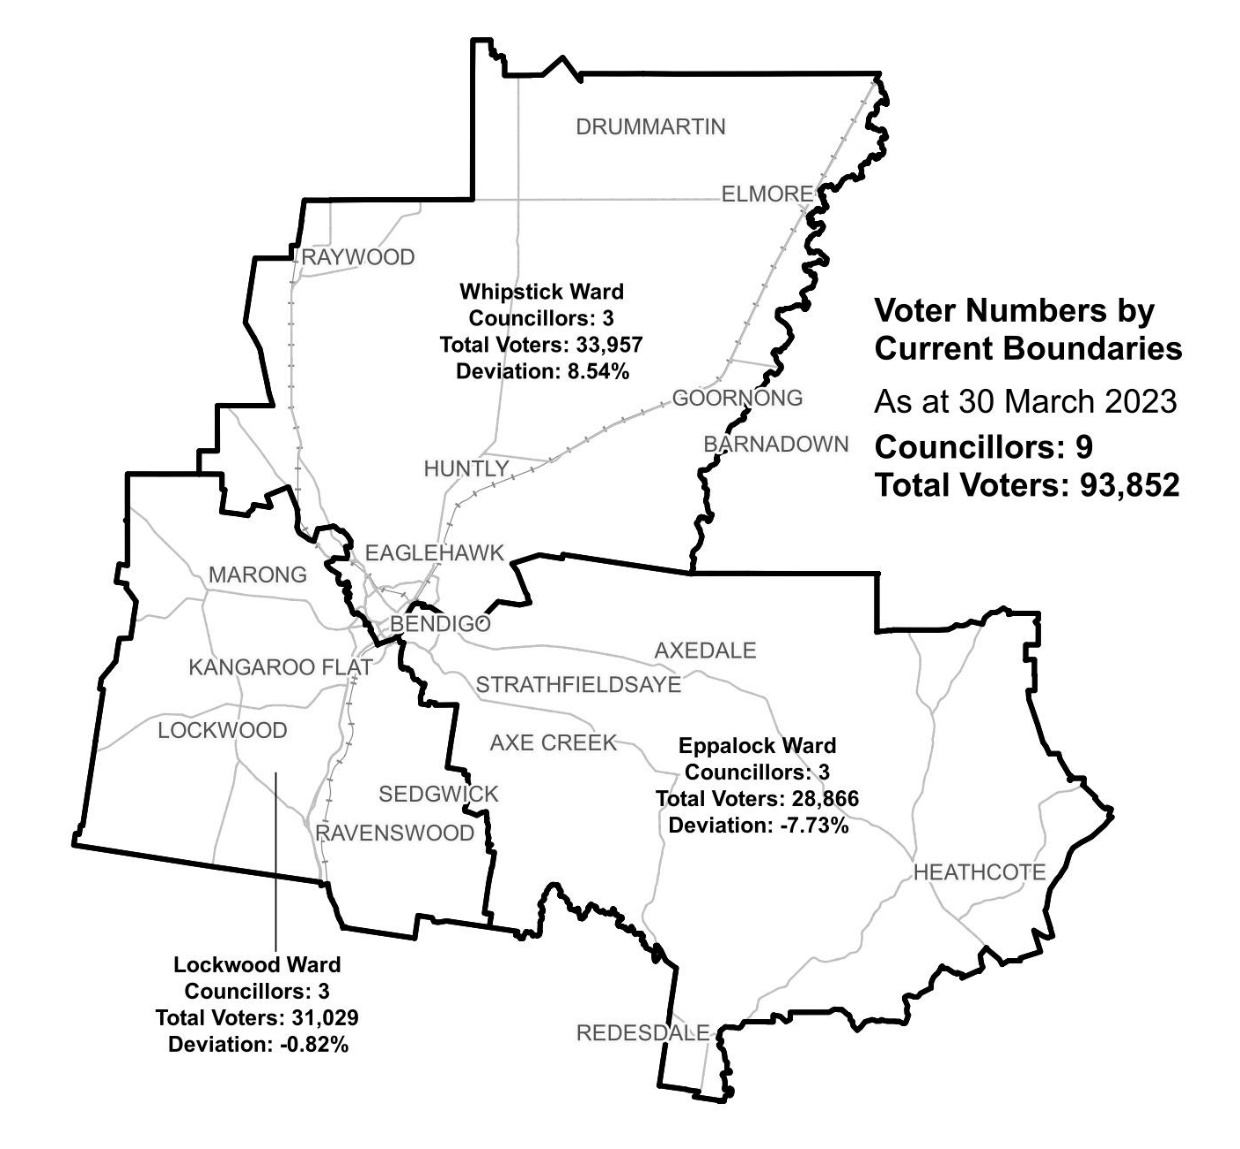 DRUMMARTIN
ELMORE
RAYWOOD
Whipstick Ward
Councillors: 3
Total Voters: 33,957
Deviation: 8.54%
Voter Numbers by
Current Boundaries
As at 30 March 2023
Councillors: 9
Total Voters: 93,852
GOORNONG
BARNADOWN
HUNTLY
EAGLEHAWK
MARONG
BENDIGO
AXEDALE
KANGAROO FLAT
STRATHFIELDSAYE
LOCKWOOD
AXE CREEK
Eppalock Ward
Councillors: 3
Total Voters: 28,866
Deviation: -7.73%
SEDGWICK
RAVENSWOOD
HEATHCOTE
Lockwood Ward
Councillors: 3
Total Voters: 31,029
Deviation: -0.82%
REDESDALE